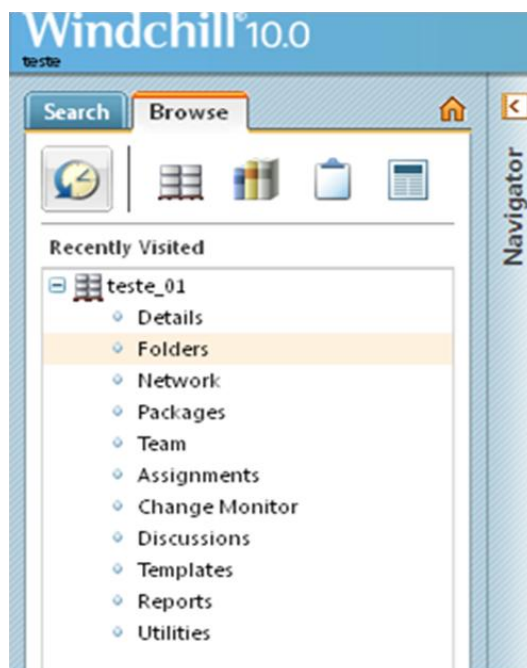 Windchill® 10.0
teste
Search Browse
Navigator
Recently Visited
teste_01
Details
Folders
Network
Packages
Team
Assignments
Change Monitor
Discussions
Templates
Reports
Utilities